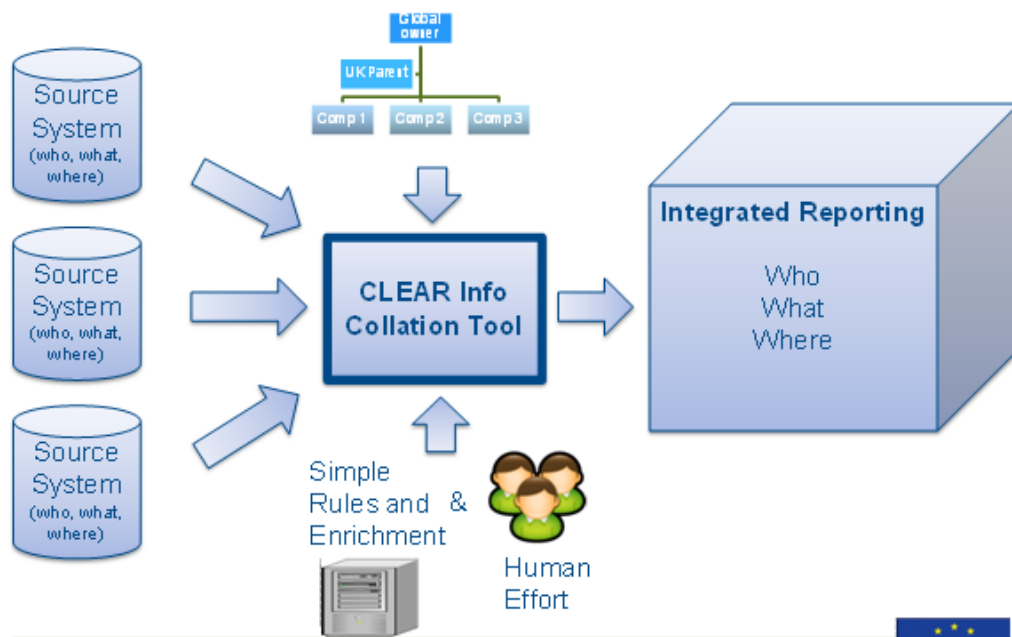 Global
owner
UK Parent
Comp 1
Comp 2
Comp 3
Source
System
(who, what,
where)
Source
System
(who, what,
where)
Source
System
(who, what,
where)
CLEAR Info
Collation Tool
Integrated Reporting
Who
What
Where
Simple
Rules and &
Enrichment
Human
Effort